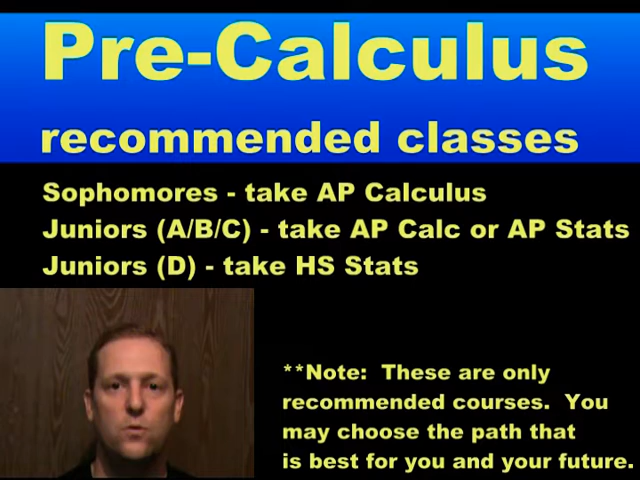 Pre-Calculus
recommended classes
Sophomores - take AP Calculus
Juniors (A/B/C) - take AP Calc or AP Stats
Juniors (D) - take HS Stats
**Note:  These are only
recommended courses.  You
may choose the path that
is best for you and your future.